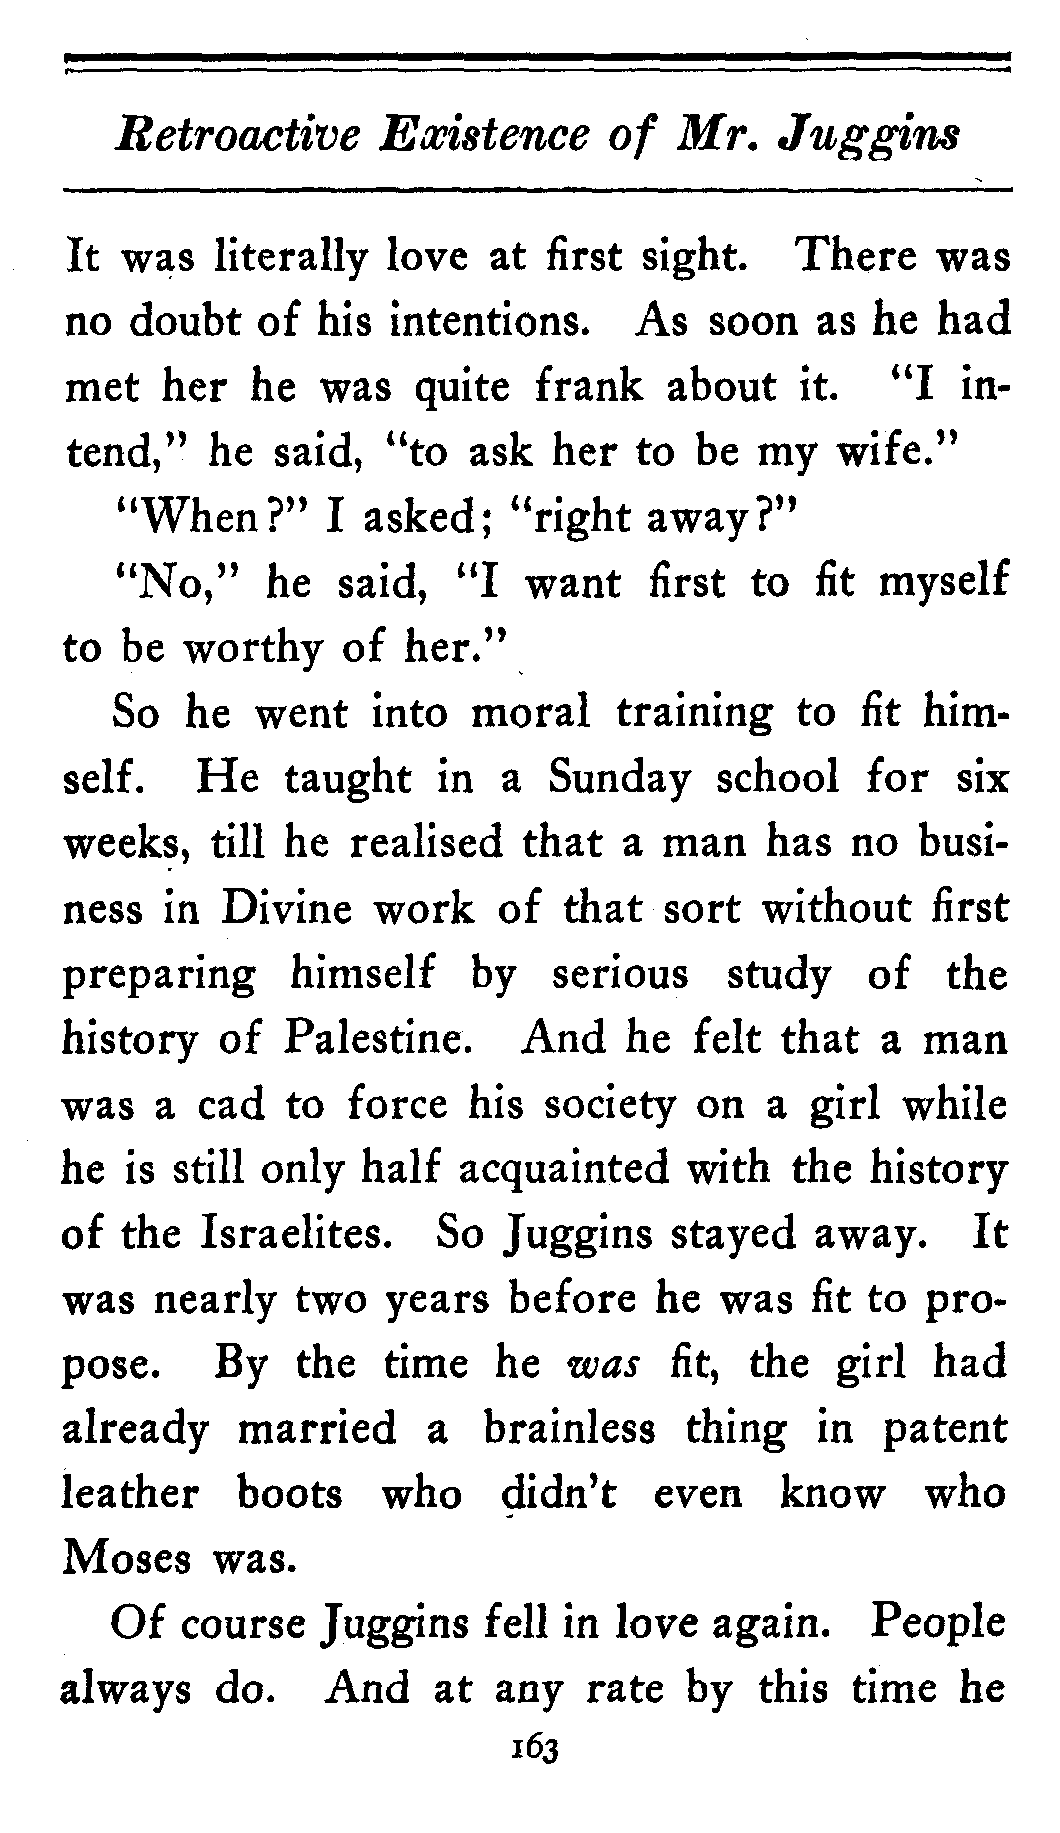 Retroactive Existence of Mr. Juggins
It was literally love at first sight. There was
no doubt of his intentions. As soon as he had
met her he was quite frank about it. "I in-
tend," he said, "to ask her to be my wife."
"When?" I asked; "right away?"
"No," he said, "I want first to fit myself
to be worthy of her."
So he went into moral training to fit him-
self. He taught in a Sunday school for six
weeks, till he realised that a man has no busi-
ness in Divine work of that sort without first
preparing himself by serious study of the
history of Palestine. And he felt that a man
was a cad to force his society on a girl while
he is still only half acquainted with the history
of the Israelites. So Juggins stayed away. It
was nearly two years before he was fit to pro-
pose. By the time he was fit, the girl had
already married a brainless thing in patent
leather boots who didn't even know who
Moses was.
Of course Juggins fell in love again. People
always do. And at any rate by this time he
163